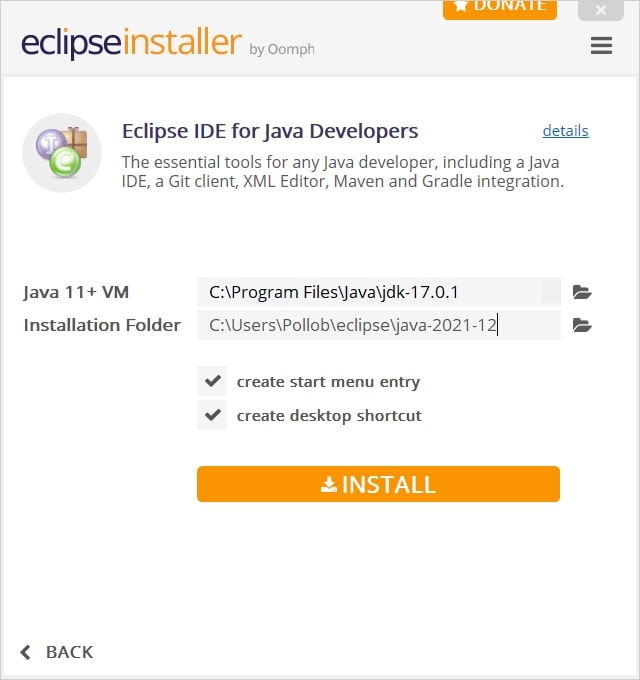 DONATE
eclipseinstaller by Oomph
Eclipse IDE for Java Developers details
The essential tools for any Java developer, including a Java
IDE, a Git client, XML Editor, Maven and Gradle integration.
Java 11+ VM C:\Program Files\Java\jdk-17.0.1
Installation Folder C:\Users\Pollob\eclipse\java-2021-12
create start menu entry
create desktop shortcut
INSTALL
BACK